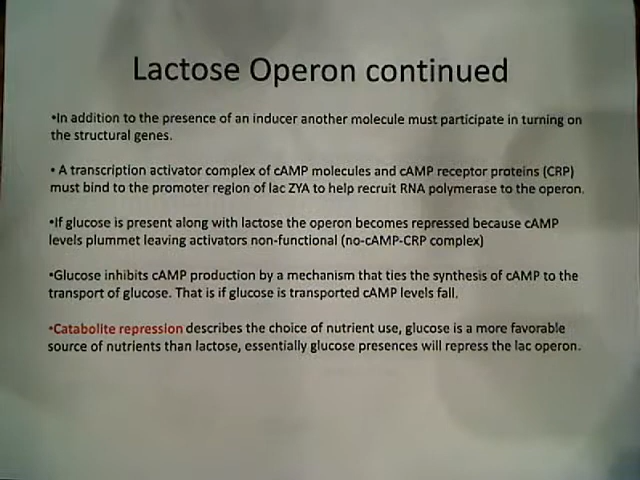 Lactose Operon continued
•In addition to the presence of an inducer another molecule must participate in turning on
the structural genes.
• A transcription activator complex of cAMP molecules and cAMP receptor proteins (CRP)
must bind to the promoter region of lac ZYA to help recruit RNA polymerase to the operon.
•If glucose is present along with lactose the operon becomes repressed because cAMP
levels plummet leaving activators non-functional (no-cAMP-CRP complex)
•Glucose inhibits cAMP production by a mechanism that ties the synthesis of cAMP to the
transport of glucose. That is if glucose is transported cAMP levels fall.
•Catabolite repression describes the choice of nutrient use, glucose is a more favorable
source of nutrients than lactose, essentially glucose presences will repress the lac operon.